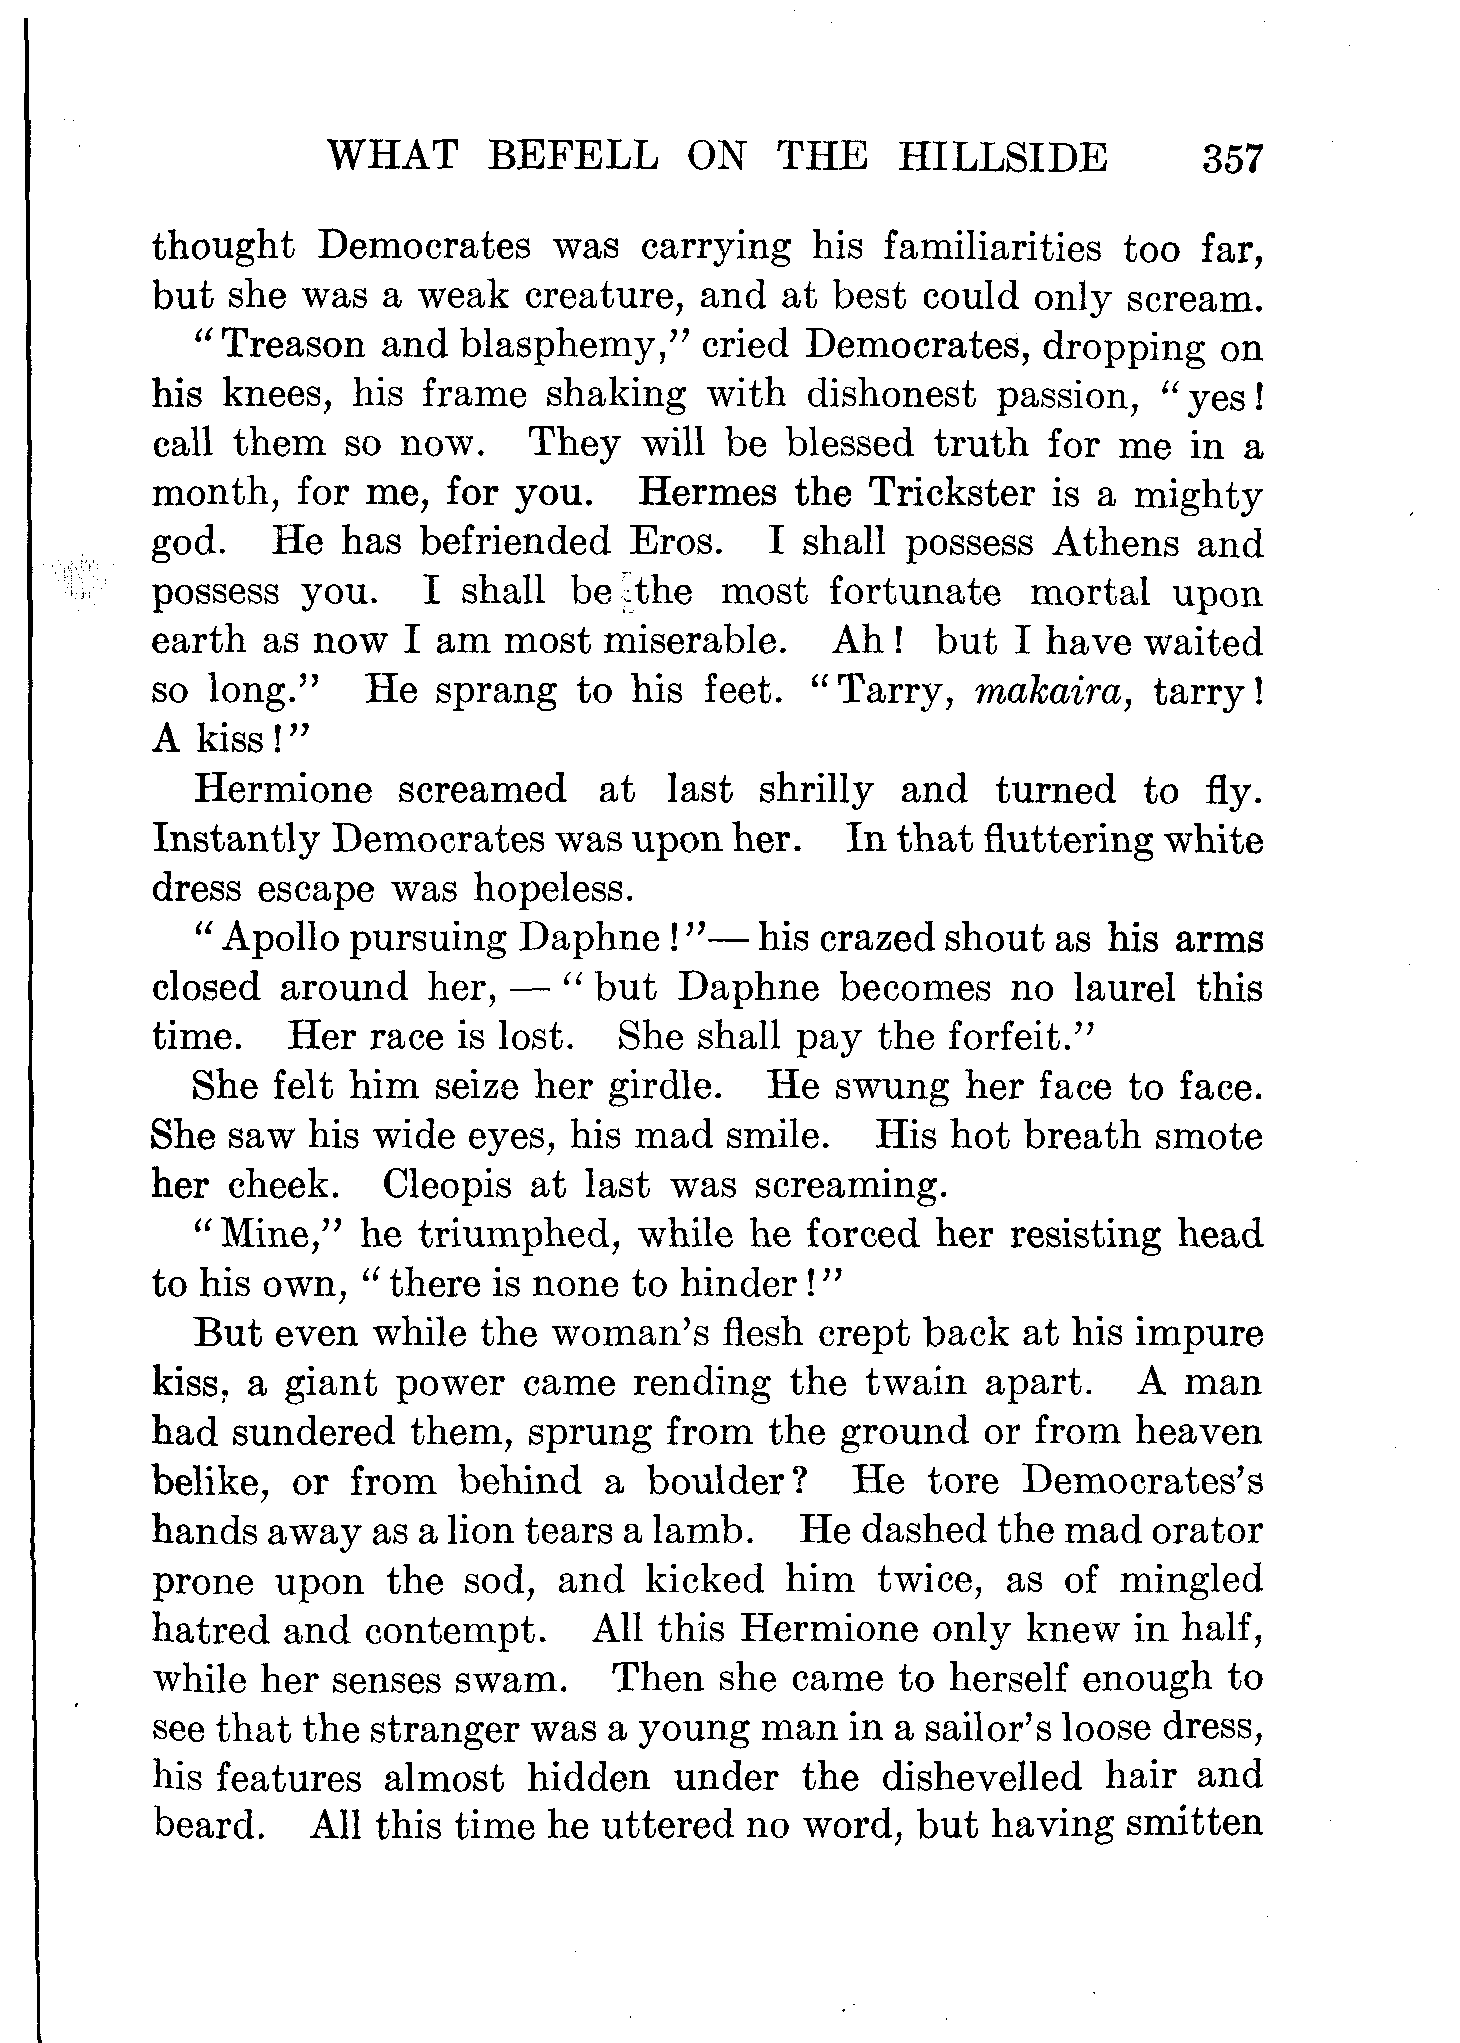 WHAT BEFELL ON THE HILLSIDE 357
thought Democrates was carrying his familiarities too far,
but she was a weak creature, and at best could only scream.
"Treason and blasphemy," cried Democrates, dropping on
his knees, his frame shaking with dishonest passion, "yes!
call them so now. They will be blessed truth for me in a
month, for me, for you. Hermes the Trickster is a mighty
god. He has befriended Eros. I shall possess Athens and
possess you. I shall be the most fortunate mortal upon
earth as now I am most miserable. Ah! but I have waited
so long." He sprang to his feet. "Tarry, makaira, tarry!
A kiss!"
Hermione screamed at last shrilly and turned to fly.
Instantly Democrates was upon her. In that fluttering white
dress escape was hopeless.
"Apollo pursuing Daphne!"— his crazed shout as his arms
closed around her, — "but Daphne becomes no laurel this
time. Her race is lost. She shall pay the forfeit."
She felt him seize her girdle. He swung her face to face.
She saw his wide eyes, his mad smile. His hot breath smote
her cheek. Cleopis at last was screaming.
"Mine," he triumphed, while he forced her resisting head
to his own, "there is none to hinder!"
But even while the woman's flesh crept back at his impure
kiss, a giant power came rending the twain apart. A man
had sundered them, sprung from the ground or from heaven
belike, or from behind a boulder? He tore Democrates's
hands away as a lion tears a lamb. He dashed the mad orator
prone upon the sod, and kicked him twice, as of mingled
hatred and contempt. All this Hermione only knew in half,
while her senses swam. Then she came to herself enough to
see that the stranger was a young man in a sailor's loose dress,
his features almost hidden under the dishevelled hair and
beard. All this time he uttered no word, but having smitten